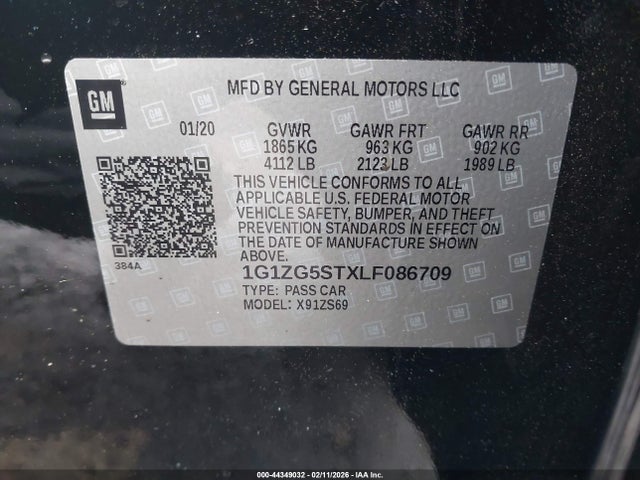 GM
MFD BY GENERAL MOTORS LLC
01/20 GVWR GAWR FRT GAWR RR
1865 KG 963 KG 902 KG
4112 LB 2123 LB 1989 LB
THIS VEHICLE CONFORMS TO ALL
APPLICABLE U.S. FEDERAL MOTOR
VEHICLE SAFETY, BUMPER, AND THEFT
PREVENTION STANDARDS IN EFFECT ON
THE DATE OF MANUFACTURE SHOWN
ABOVE.
384A
1G1ZG5STXLF086709
TYPE: PASS CAR
MODEL: X91ZS69
000-44349032 - 02/11/2026 - IAA Inc.